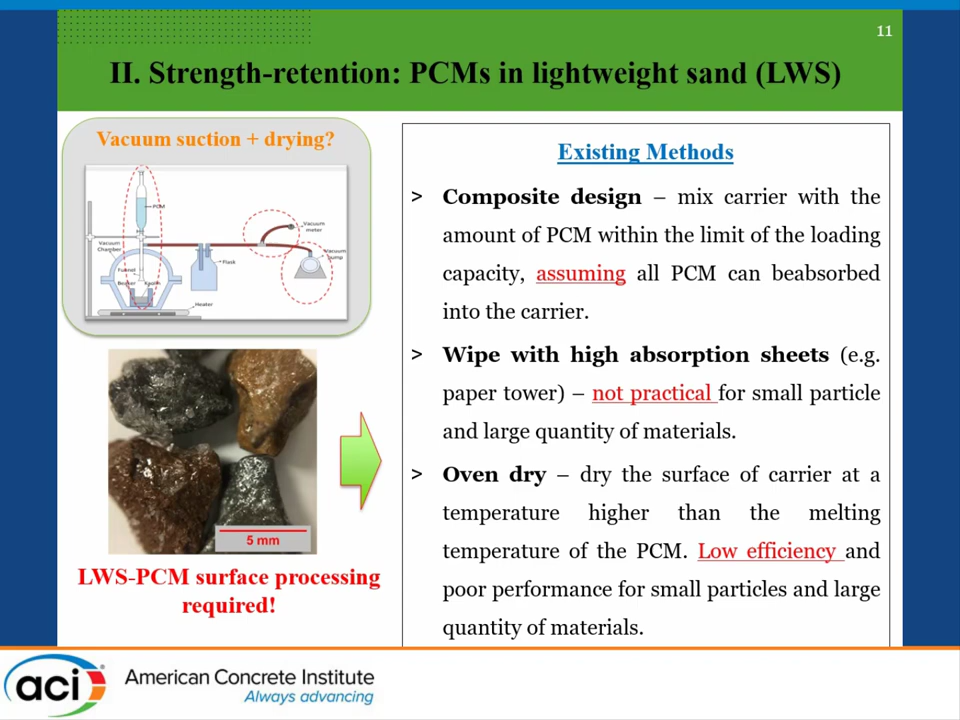 11
II. Strength-retention: PCMs in lightweight sand (LWS)
Vacuum suction + drying?
PCM
Vacuum
meter
Vacuum
Chamber
Vacuum
pump
Flask
Funnel
Heater
5 mm
LWS-PCM surface processing
required!
Existing Methods
> Composite design – mix carrier with the
amount of PCM within the limit of the loading
capacity, assuming all PCM can beabsorbed
into the carrier.
> Wipe with high absorption sheets (e.g.
paper tower) – not practical for small particle
and large quantity of materials.
> Oven dry – dry the surface of carrier at a
temperature higher than the melting
temperature of the PCM. Low efficiency and
poor performance for small particles and large
quantity of materials.
aci
American Concrete Institute
Always advancing